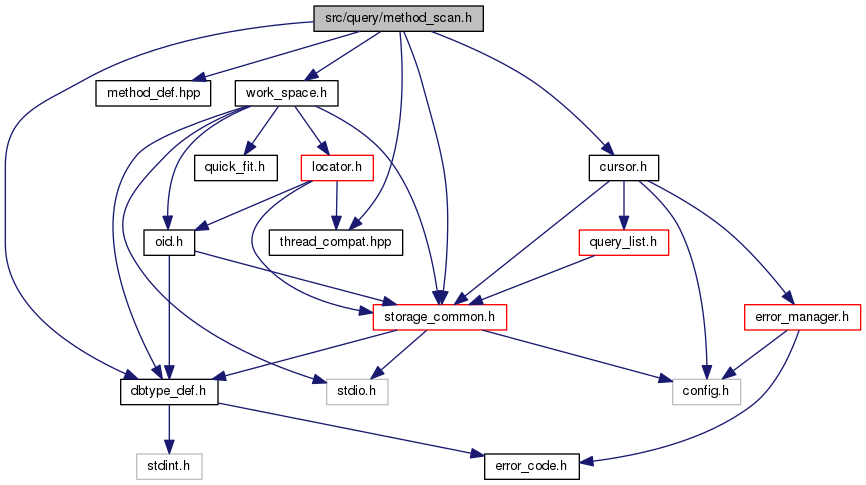 src/query/method_scan.h
method_def.hpp
work_space.h
quick_fit.h
locator.h
cursor.h
oid.h
thread_compat.hpp
query_list.h
storage_common.h
error_manager.h
dbtype_def.h
stdio.h
config.h
stdint.h
error_code.h